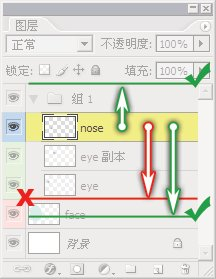 图层
正常 不透明度: 100%
锁定: 填充: 100%
组 1
nose
eye 副本
eye
face
背景